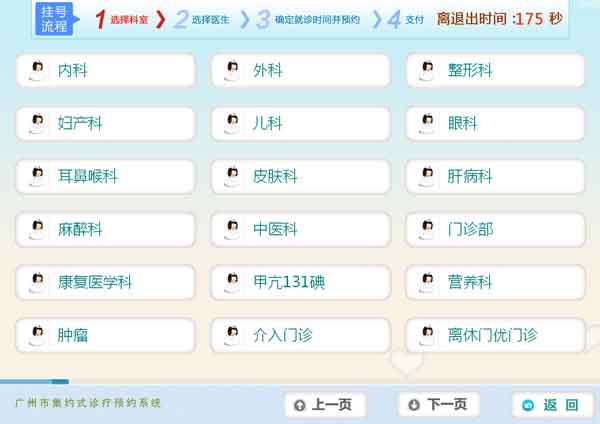 挂号流程 1 选择科室 2 选择医生 3 确定就诊时间并预约 4 支付 离退出时间:175 秒
内科 外科 整形科
妇产科 儿科 眼科
耳鼻喉科 皮肤科 肝病科
麻醉科 中医科 门诊部
康复医学科 甲亢131碘 营养科
肿瘤 介入门诊 离休门优门诊
广州市集约式诊疗预约系统 上一页 下一页 返回